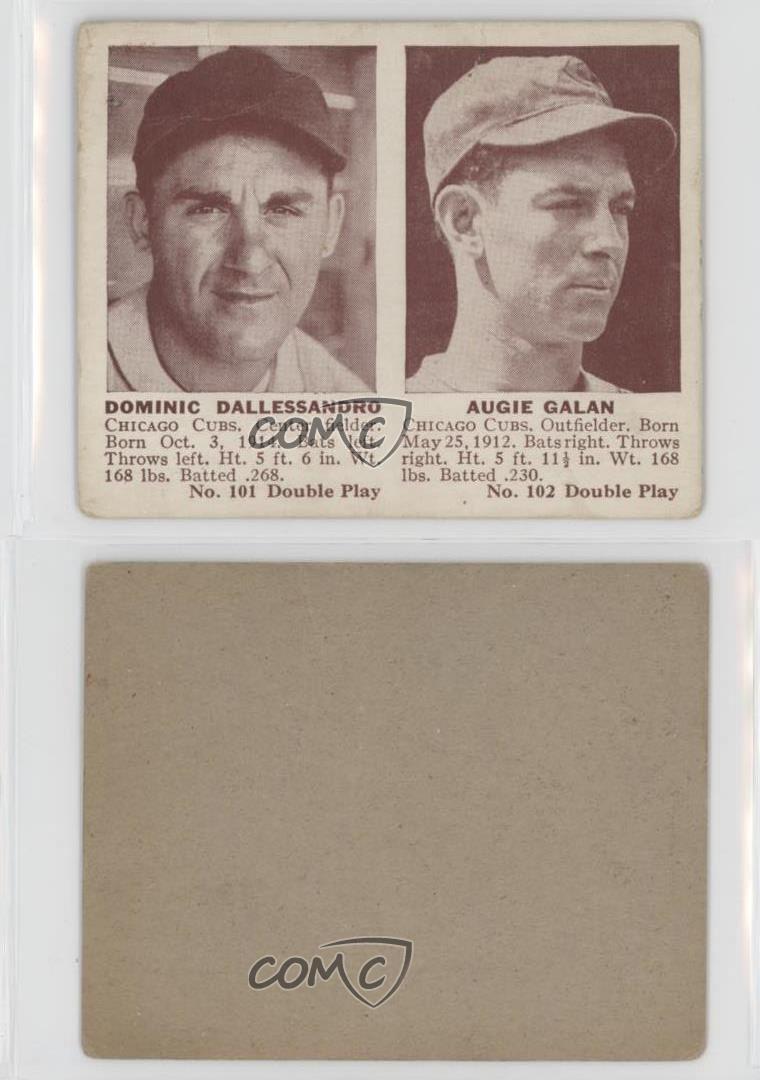 DOMINIC DALLESSANDRO
CHICAGO CUBS. Center fielder.
Born Oct. 3, 1914. Bats left.
Throws left. Ht. 5 ft. 6 in. Wt.
168 lbs. Batted .268.
No. 101 Double Play
AUGIE GALAN
CHICAGO CUBS. Outfielder. Born
May 25, 1912. Bats right. Throws
right. Ht. 5 ft. 11½ in. Wt. 168
lbs. Batted .230.
No. 102 Double Play
COMC
COMC